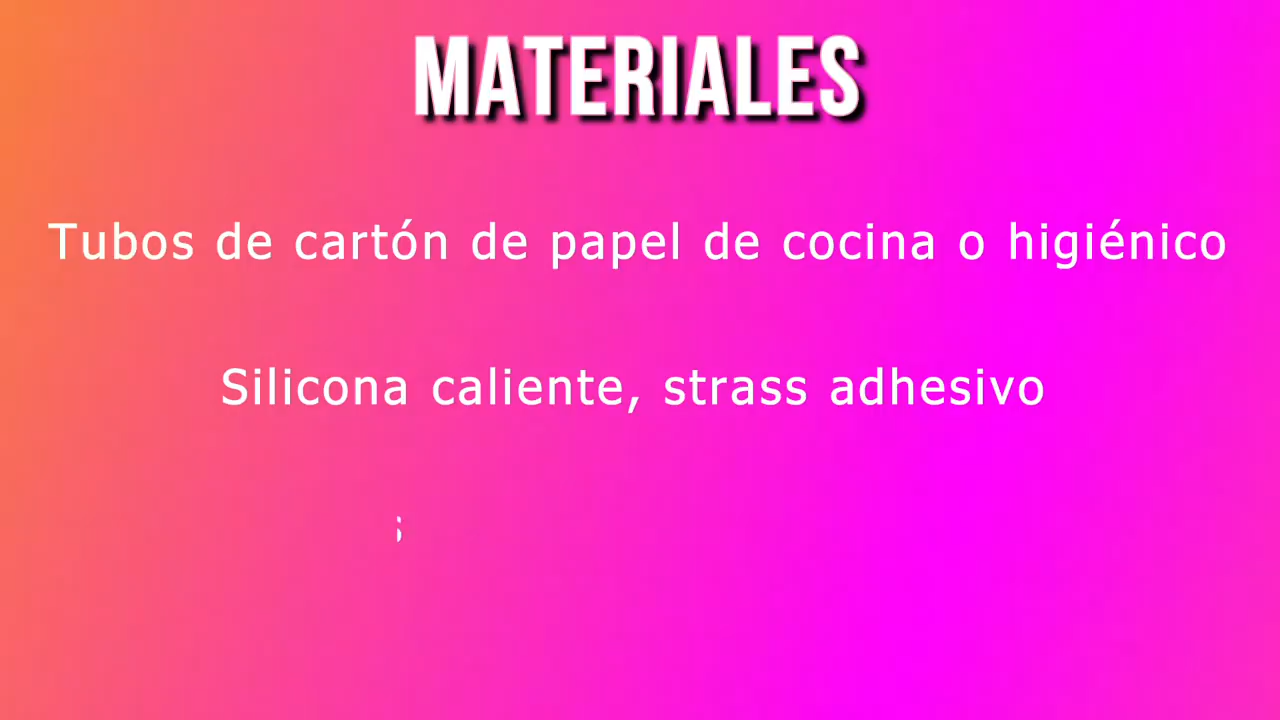 MATERIALES
Tubos de cartón de papel de cocina o higiénico
Silicona caliente, strass adhesivo